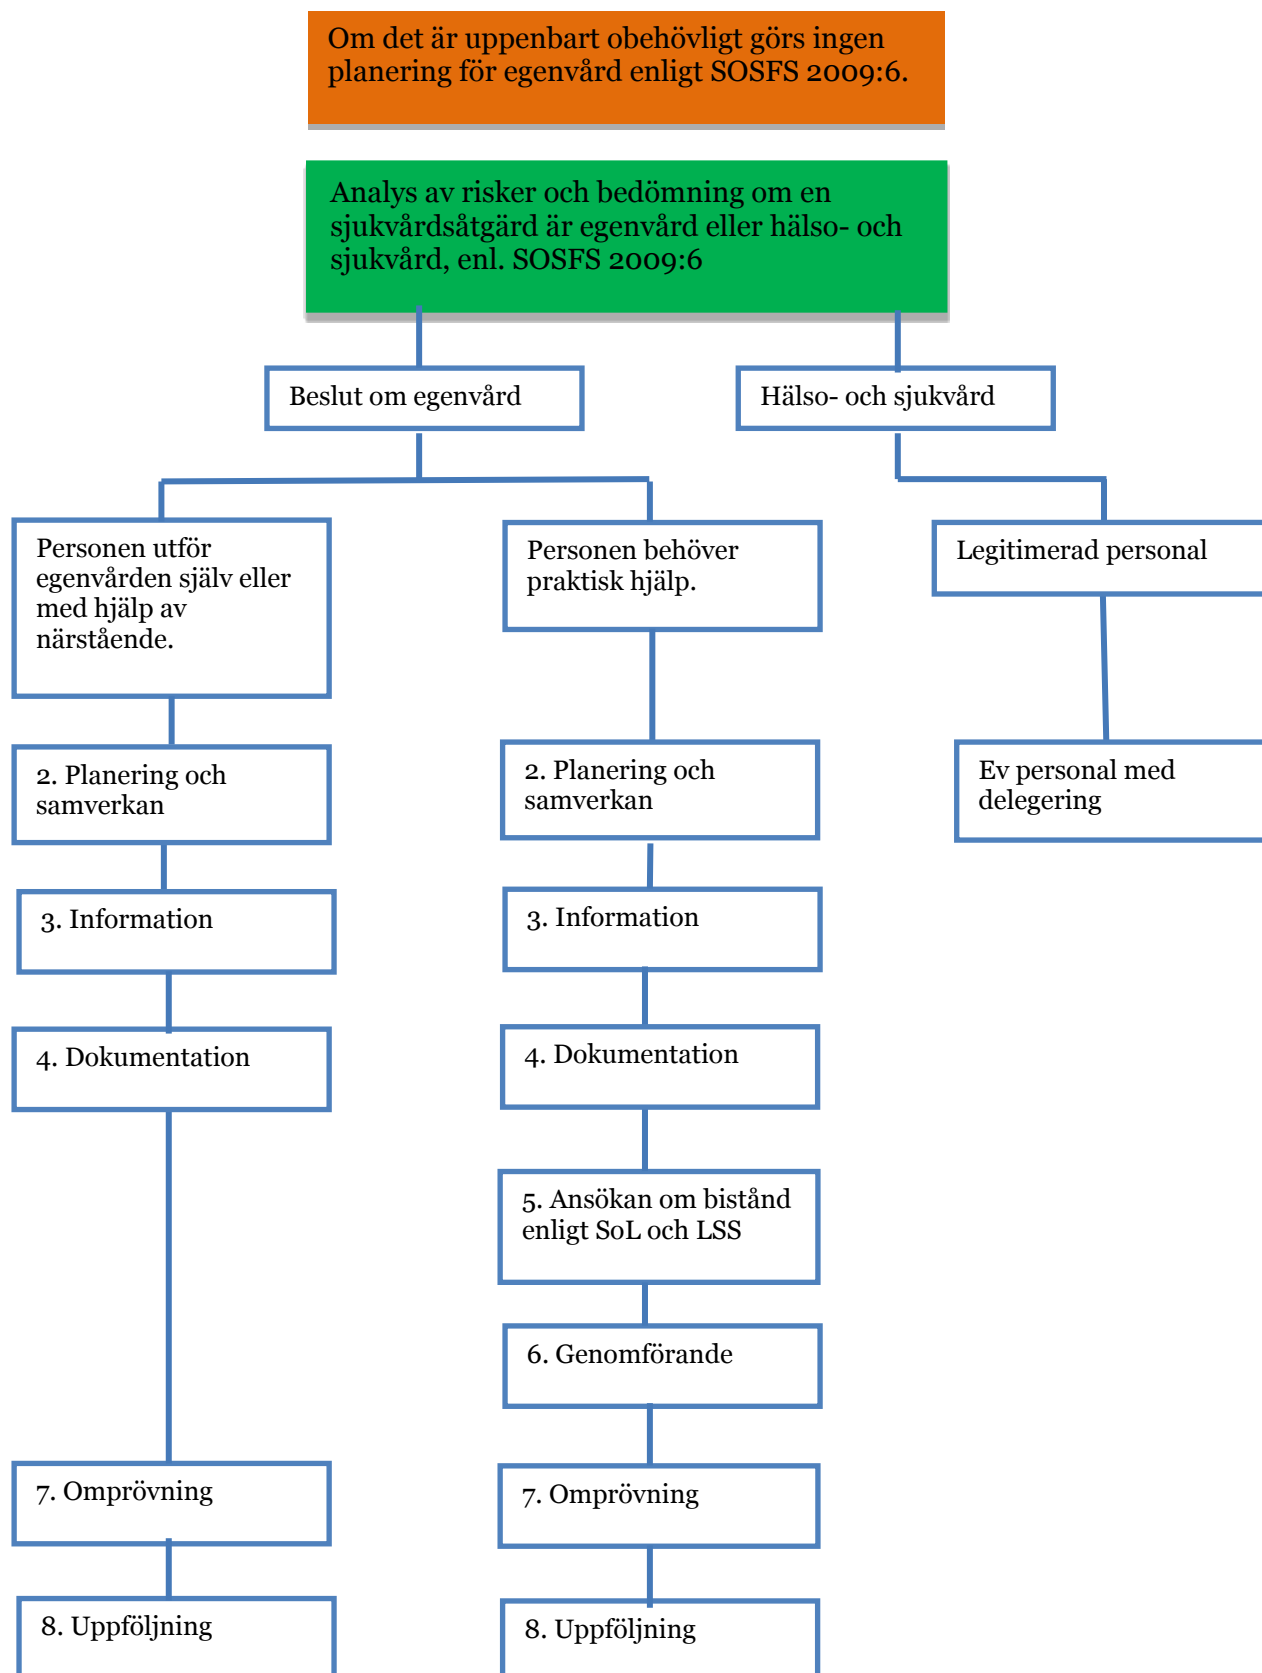 Om det är uppenbart obehövligt görs ingen
planering för egenvård enligt SOSFS 2009:6.
Analys av risker och bedömning om en
sjukvårdsåtgärd är egenvård eller hälso- och
sjukvård, enl. SOSFS 2009:6
Beslut om egenvård
Hälso- och sjukvård
Personen utför
egenvården själv eller
med hjälp av
närstående.
Personen behöver
praktisk hjälp.
Legitimerad personal
2. Planering och
samverkan
2. Planering och
samverkan
Ev personal med
delegering
3. Information
3. Information
4. Dokumentation
4. Dokumentation
5. Ansökan om bistånd
enligt SoL och LSS
6. Genomförande
7. Omprövning
7. Omprövning
8. Uppföljning
8. Uppföljning